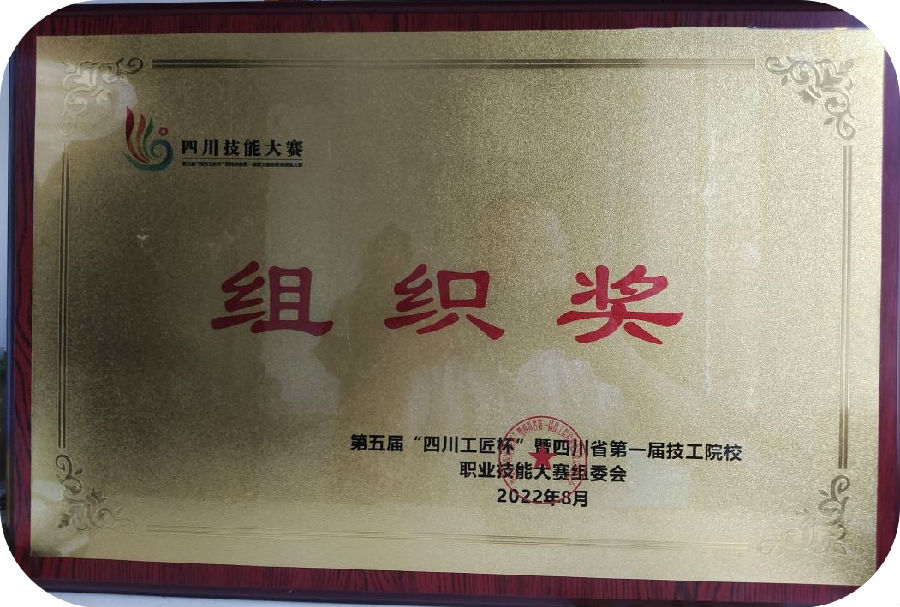 四川技能大赛
组织奖
第五届“四川工匠杯”暨四川省第一届技工院校
职业技能大赛组委会
2022年8月